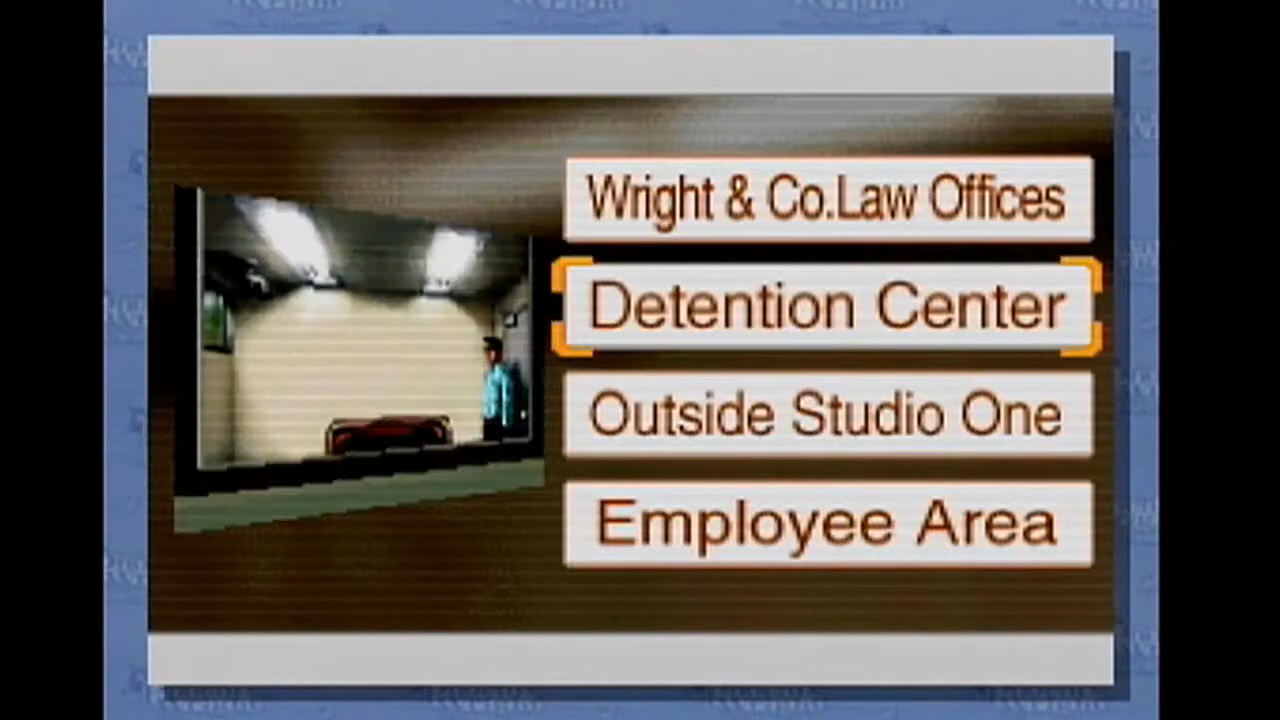 Wright & Co.Law Offices
Detention Center
Outside Studio One
Employee Area